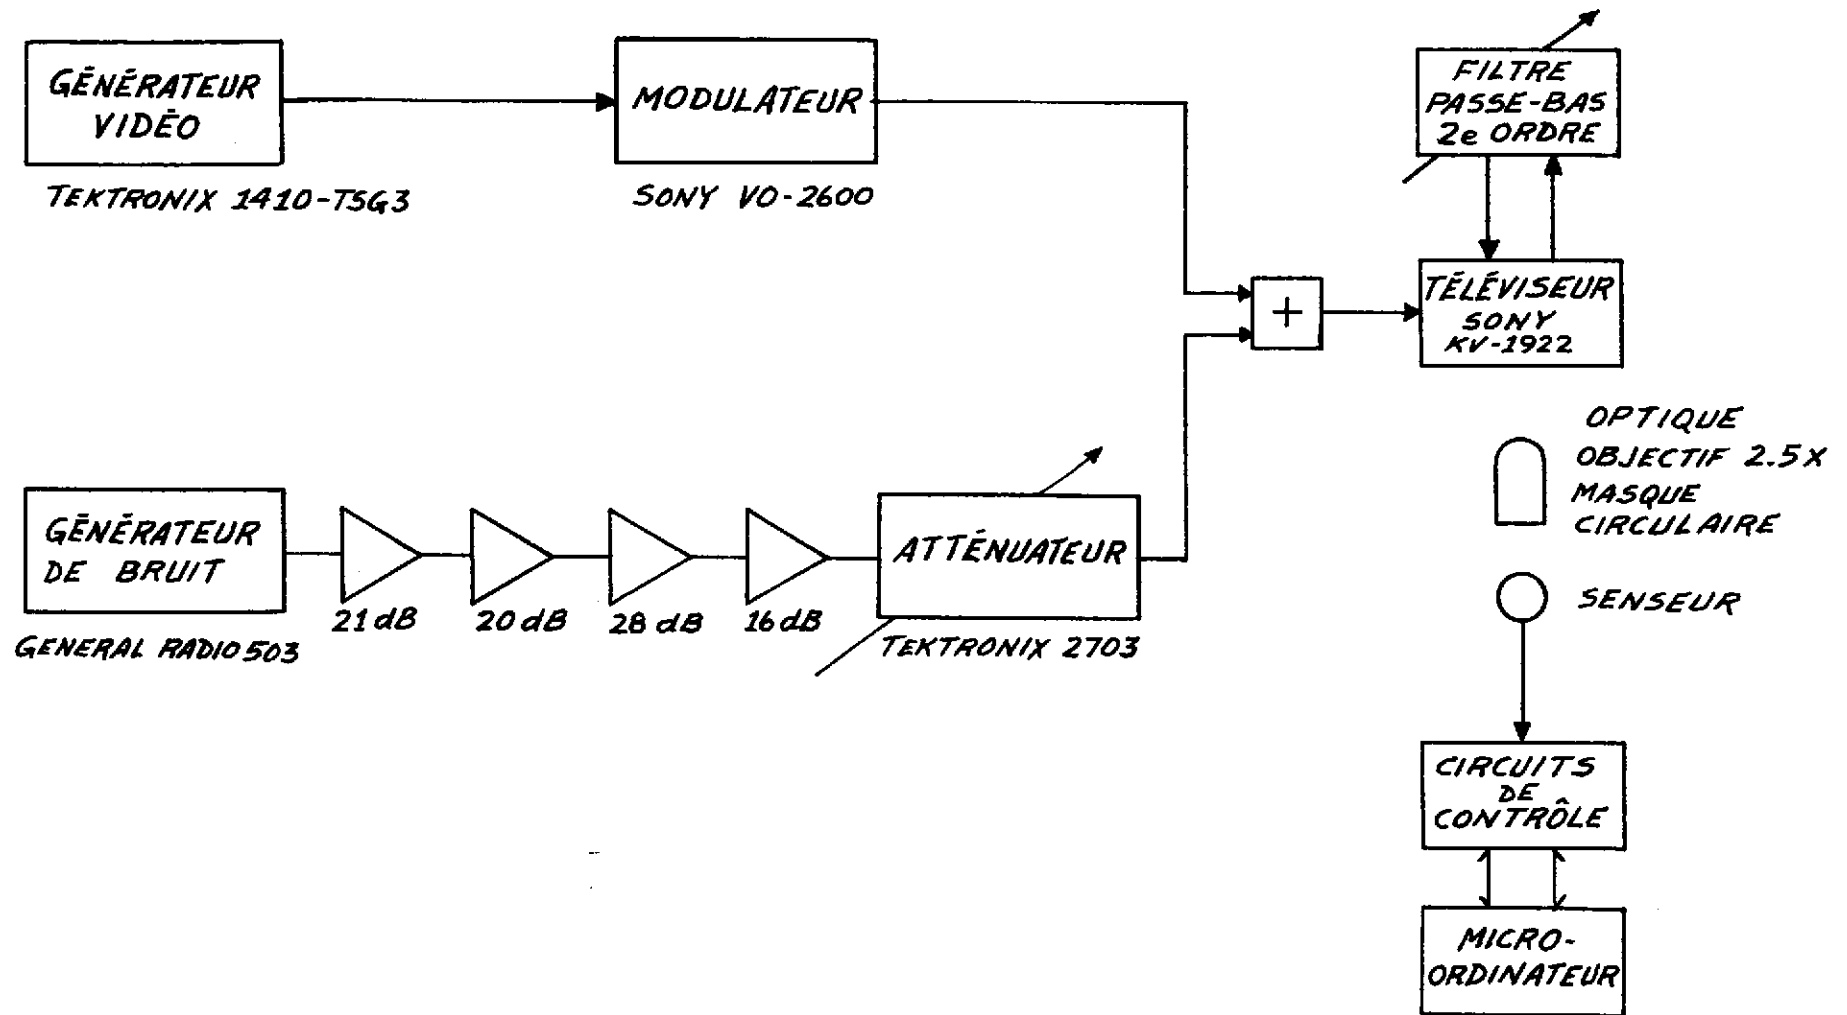 GÉNÉRATEUR
VIDÉO
TEKTRONIX 1410-TSG3
MODULATEUR
SONY VO-2600
FILTRE
PASSE-BAS
2e ORDRE
+
TÉLÉVISEUR
SONY
KV-1922
GÉNÉRATEUR
DE BRUIT
GENERAL RADIO 503
21 dB
20 dB
28 dB
16 dB
ATTÉNUATEUR
TEKTRONIX 2703
OPTIQUE
OBJECTIF 2.5X
MASQUE
CIRCULAIRE
SENSEUR
CIRCUITS
DE
CONTRÔLE
MICRO-
ORDINATEUR